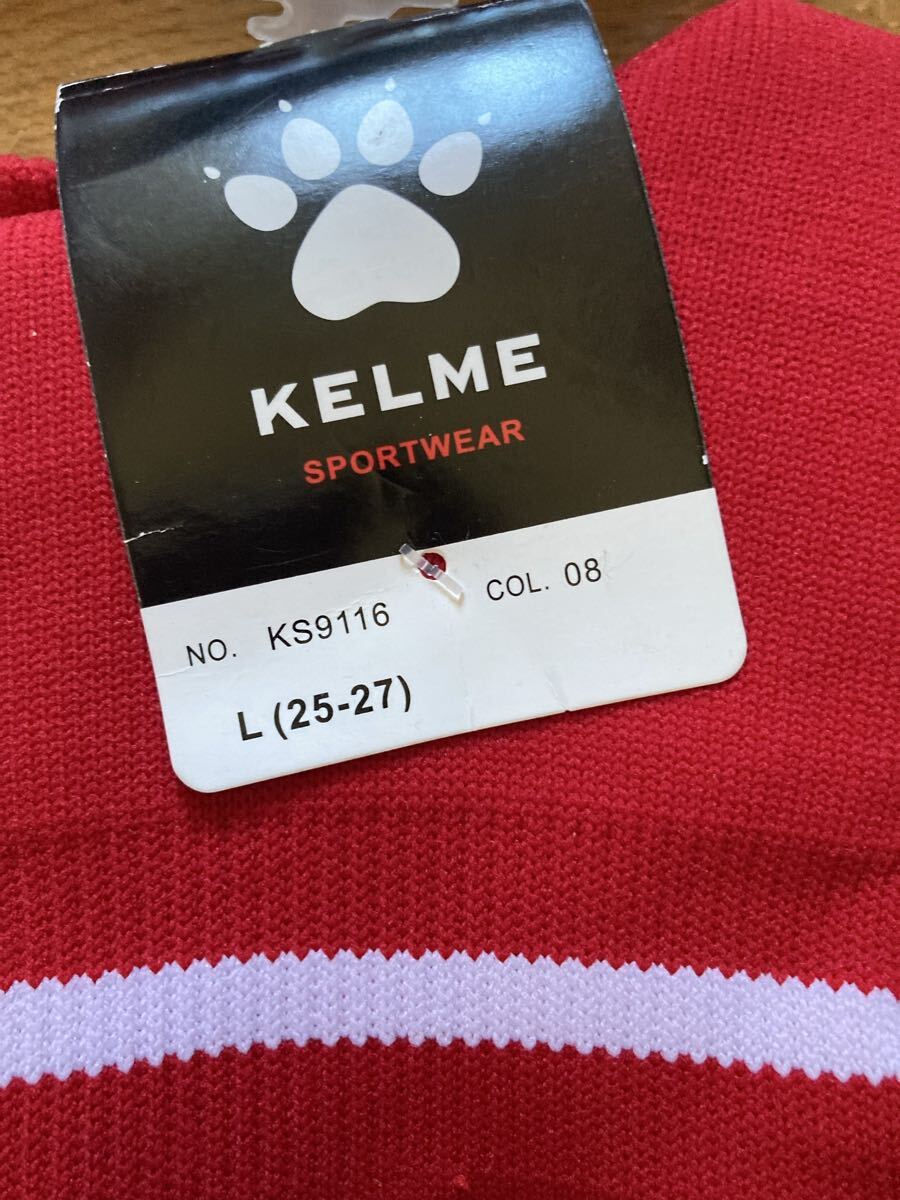 KELME
SPORTWEAR
NO. KS9116 COL. 08
L (25-27)